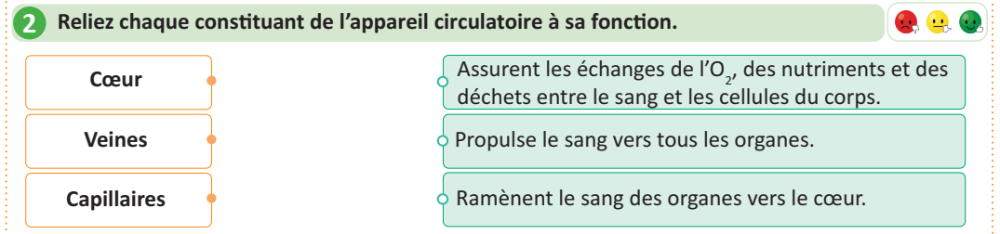 2 Reliez chaque constituant de l’appareil circulatoire à sa fonction.
Cœur
Assurent les échanges de l’O₂, des nutriments et des
déchets entre le sang et les cellules du corps.
Veines
Propulse le sang vers tous les organes.
Capillaires
Ramènent le sang des organes vers le cœur.